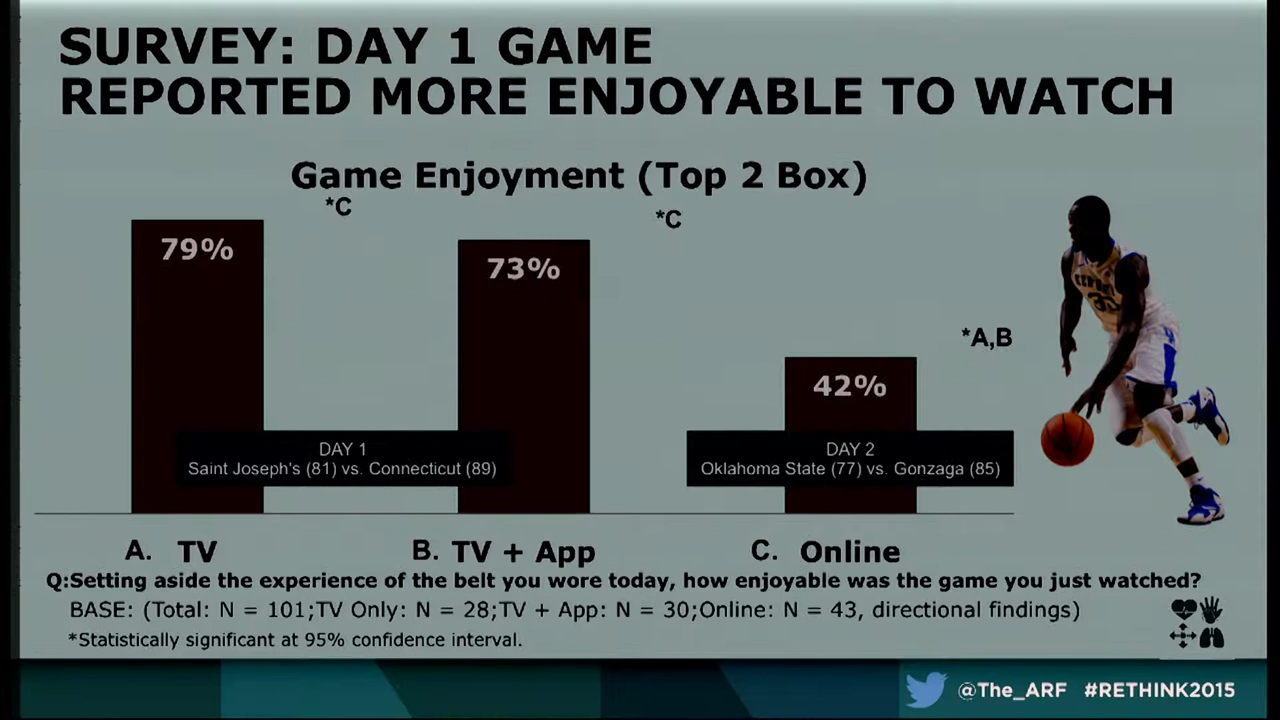 SURVEY: DAY 1 GAME
REPORTED MORE ENJOYABLE TO WATCH
Game Enjoyment (Top 2 Box)
*C
*C
79%
73%
*A,B
42%
DAY 1
Saint Joseph's (81) vs. Connecticut (89)
DAY 2
Oklahoma State (77) vs. Gonzaga (85)
A. TV
B. TV + App
C. Online
Q:Setting aside the experience of the belt you wore today, how enjoyable was the game you just watched?
BASE: (Total: N = 101;TV Only: N = 28;TV + App: N = 30;Online: N = 43, directional findings)
*Statistically significant at 95% confidence interval.
@The_ARF #RETHINK2015